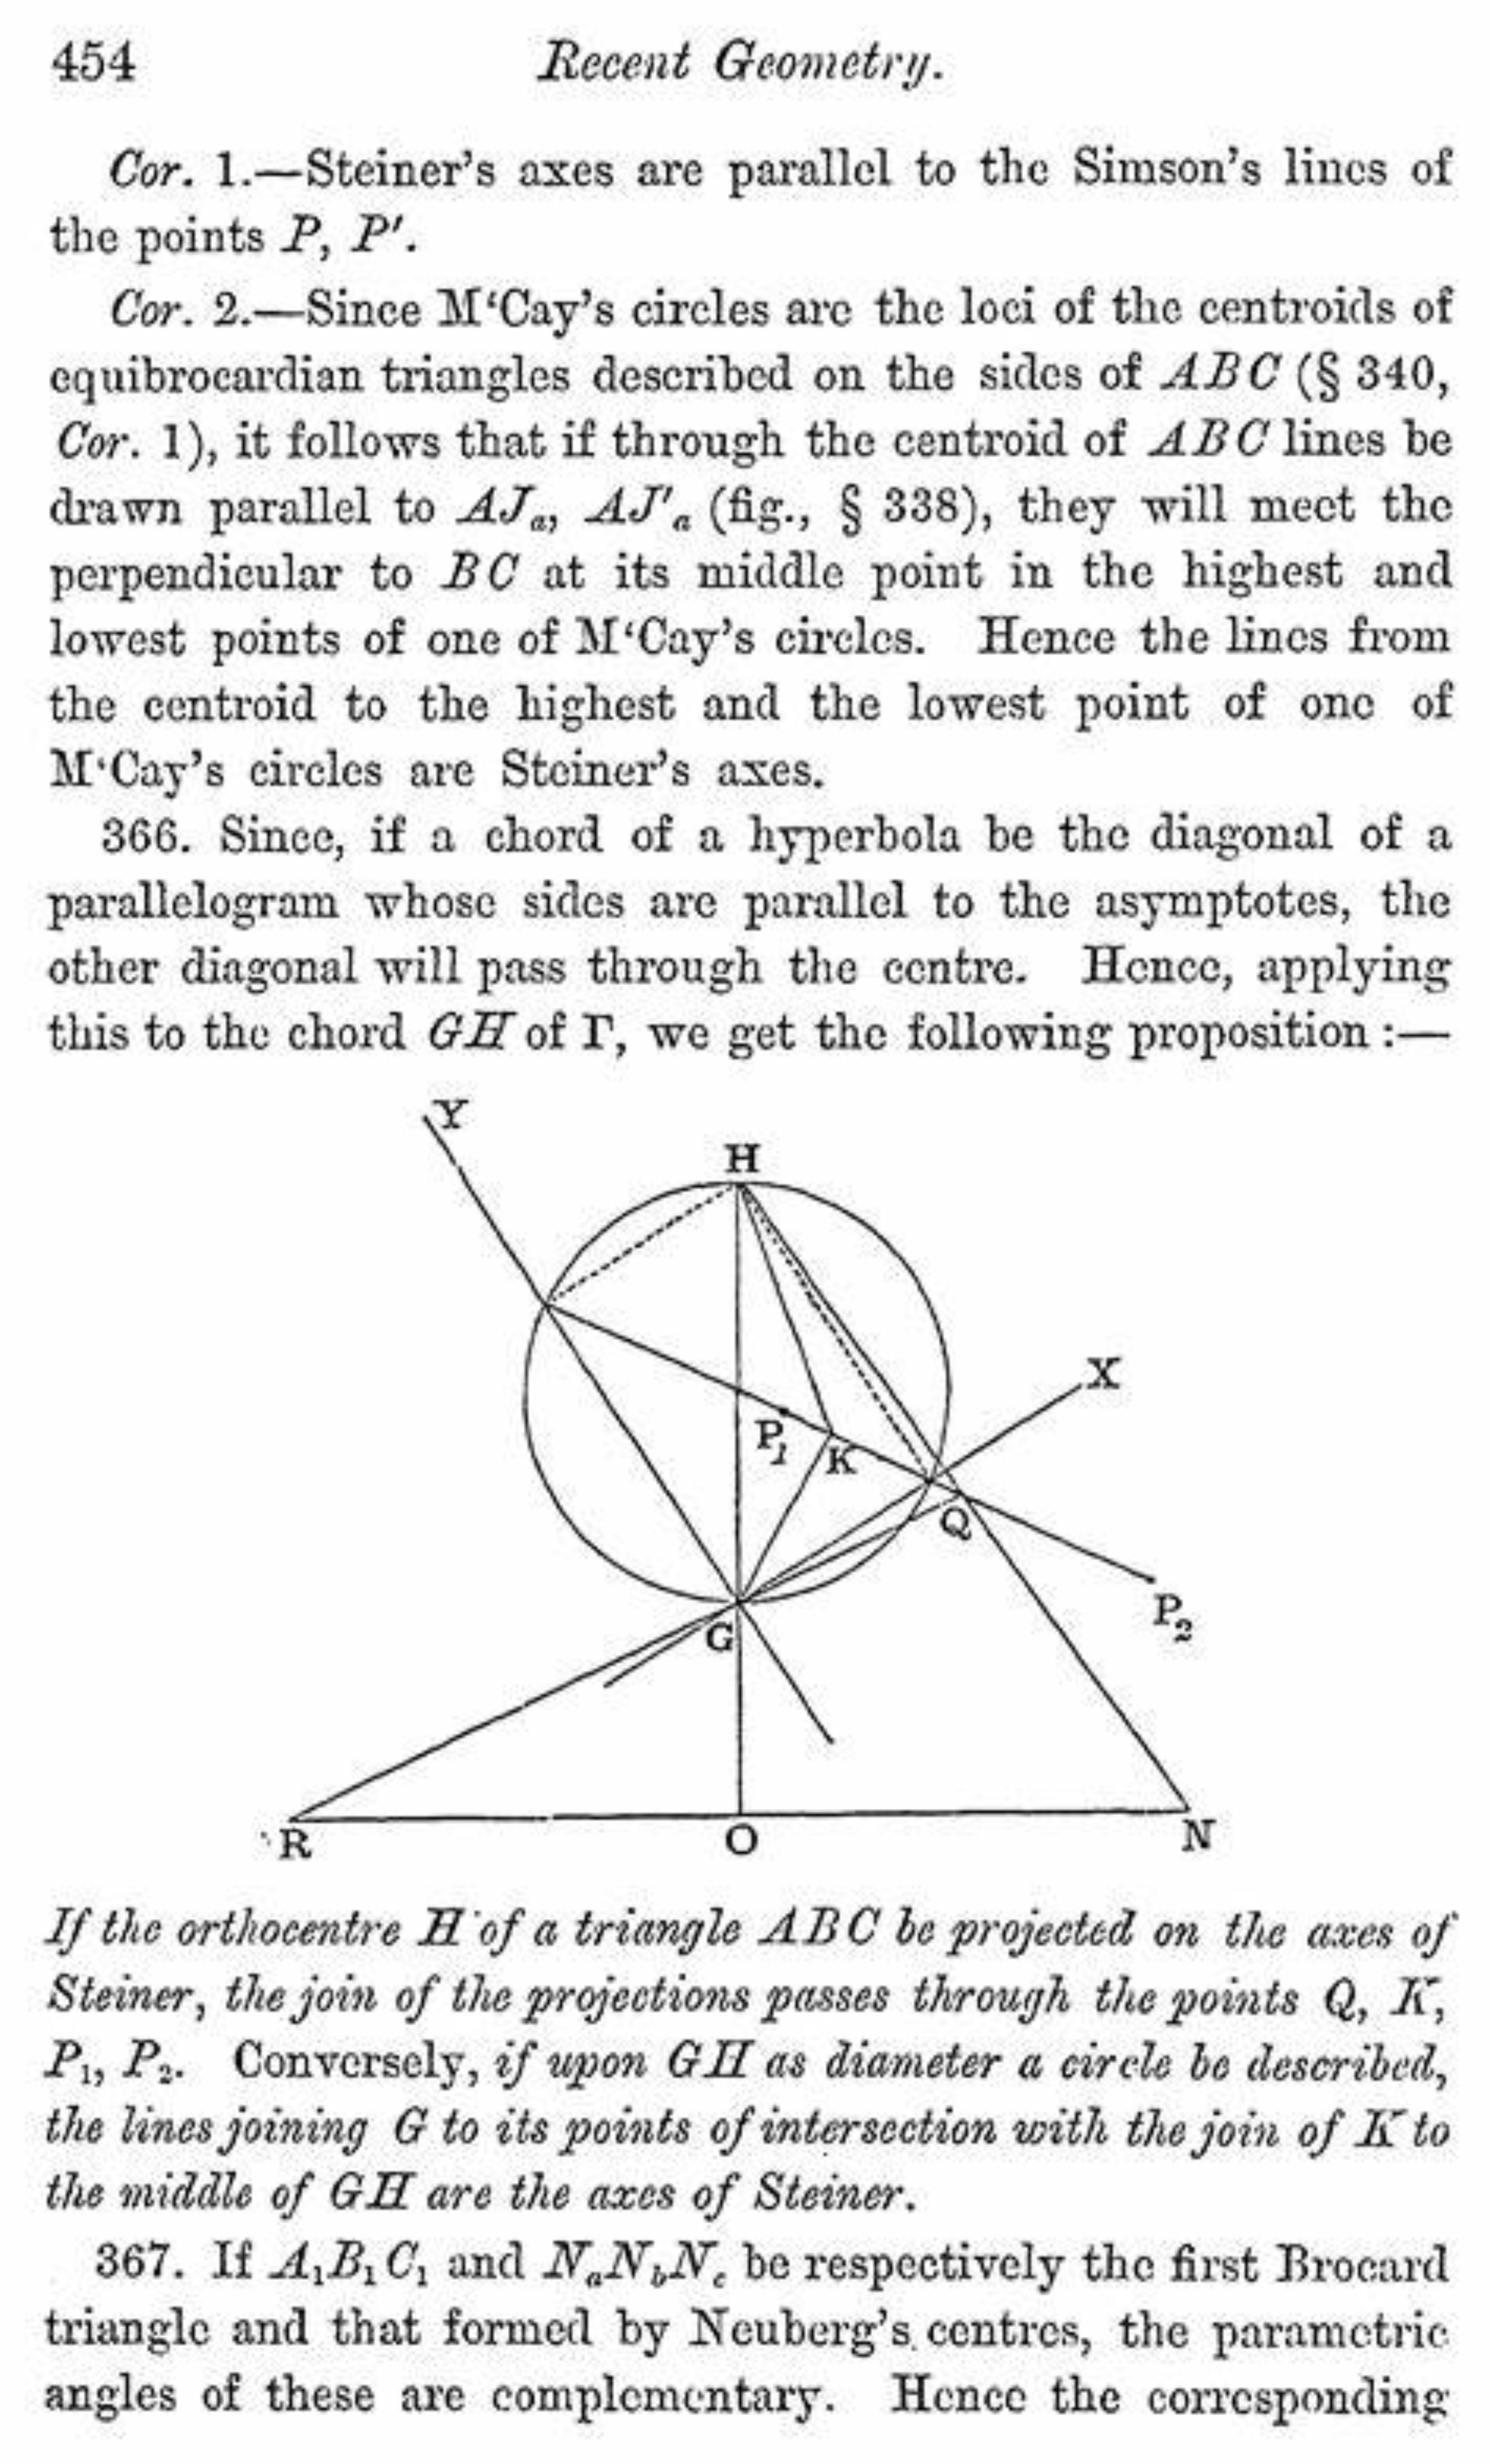 454 Recent Geometry.
Cor. 1.—Steiner's axes are parallel to the Simson's lines of
the points P, P′.
Cor. 2.—Since M‘Cay's circles are the loci of the centroids of
equibrocardian triangles described on the sides of ABC (§ 340,
Cor. 1), it follows that if through the centroid of ABC lines be
drawn parallel to AJₐ, AJ′ₐ (fig., § 338), they will meet the
perpendicular to BC at its middle point in the highest and
lowest points of one of M‘Cay's circles. Hence the lines from
the centroid to the highest and the lowest point of one of
M‘Cay's circles are Steiner's axes.
366. Since, if a chord of a hyperbola be the diagonal of a
parallelogram whose sides are parallel to the asymptotes, the
other diagonal will pass through the centre. Hence, applying
this to the chord GH of Γ, we get the following proposition :—
Y
H
X
P₁
K
Q
P₂
G
R
O
N
If the orthocentre H of a triangle ABC be projected on the axes of
Steiner, the join of the projections passes through the points Q, K,
P₁, P₂. Conversely, if upon GH as diameter a circle be described,
the lines joining G to its points of intersection with the join of K to
the middle of GH are the axes of Steiner.
367. If A₁B₁C₁ and NₐN_bN_c be respectively the first Brocard
triangle and that formed by Neuberg's centres, the parametric
angles of these are complementary. Hence the corresponding